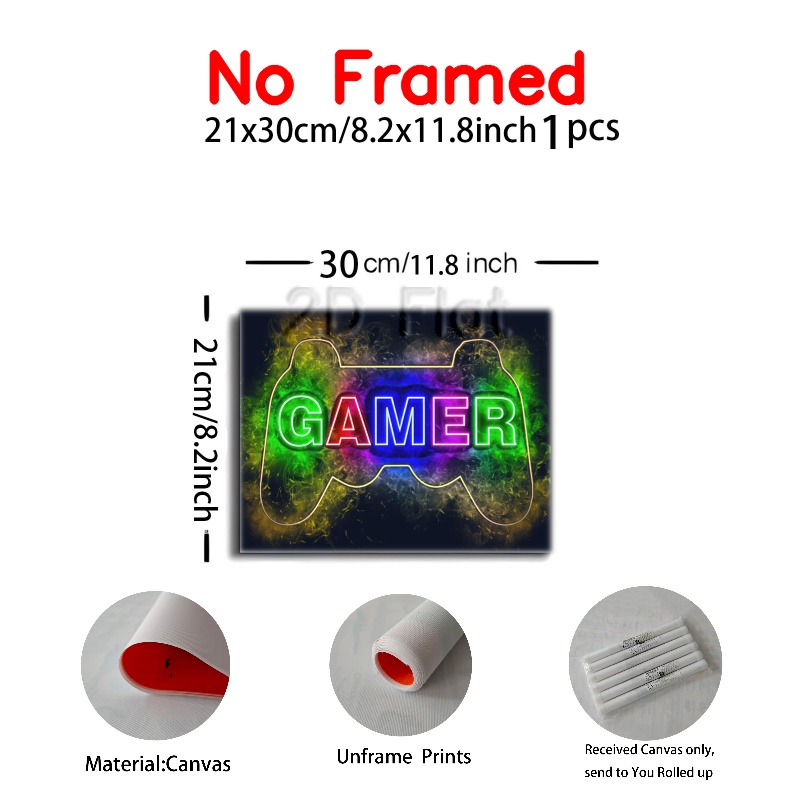 No Framed
21x30cm/8.2x11.8inch 1 pcs
30 cm/11.8 inch
2D Flat
21cm/8.2inch
GAMER
Material:Canvas
Unframe Prints
Received Canvas only,
send to You Rolled up